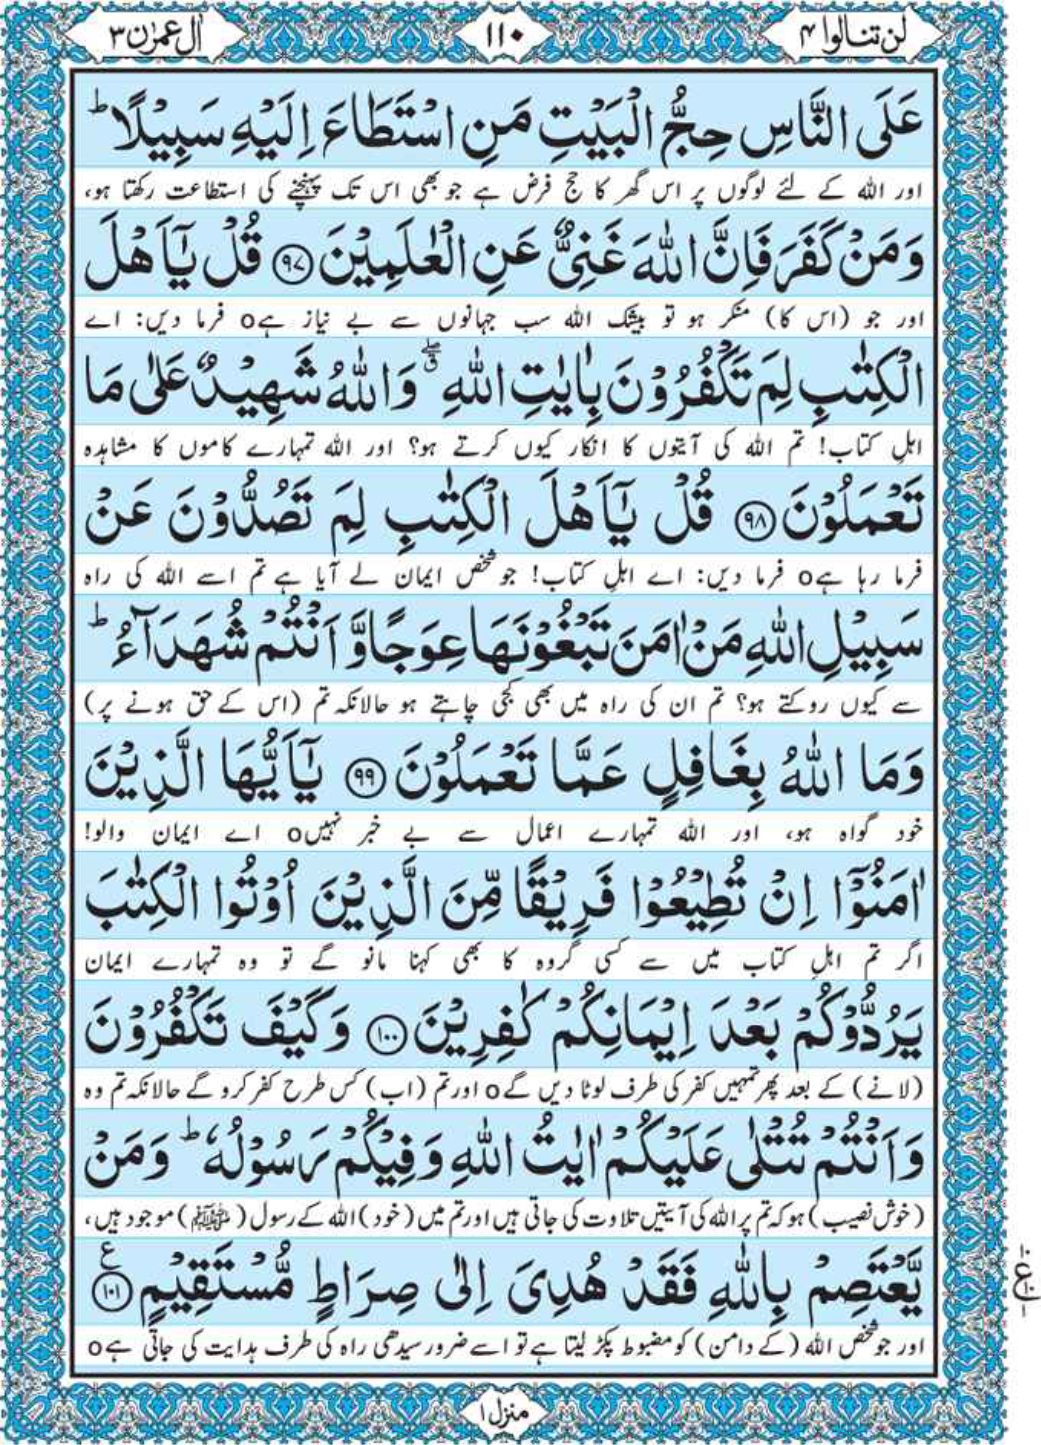 لن تنالوا ۴
۱۱۰
اٰل عمرٰن ۳
عَلَى النَّاسِ حِجُّ الْبَيْتِ مَنِ اسْتَطَاعَ اِلَيْهِ سَبِيْلًا ؕ
اور اللہ کے لئے لوگوں پر اس گھر کا حج فرض ہے جو بھی اس تک پہنچنے کی استطاعت رکھتا ہو،
وَمَنْ كَفَرَ فَاِنَّ اللّٰهَ غَنِیٌّ عَنِ الْعٰلَمِيْنَ ﴿۹۷﴾ قُلْ يٰۤاَهْلَ
اور جو (اس کا) منکر ہو تو بیشک اللہ سب جہانوں سے بے نیاز ہےo فرما دیں: اے
الْكِتٰبِ لِمَ تَكْفُرُوْنَ بِاٰيٰتِ اللّٰهِ ۖۗ وَاللّٰهُ شَهِيْدٌ عَلٰى مَا
اہلِ کتاب! تم اللہ کی آیتوں کا انکار کیوں کرتے ہو؟ اور اللہ تمہارے کاموں کا مشاہدہ
تَعْمَلُوْنَ ﴿۹۸﴾ قُلْ يٰۤاَهْلَ الْكِتٰبِ لِمَ تَصُدُّوْنَ عَنْ
فرما رہا ہےo فرما دیں: اے اہلِ کتاب! جو شخص ایمان لے آیا ہے تم اسے اللہ کی راہ
سَبِيْلِ اللّٰهِ مَنْ اٰمَنَ تَبْغُوْنَهَا عِوَجًا وَّ اَنْتُمْ شُهَدَآءُ ؕ
سے کیوں روکتے ہو؟ تم ان کی راہ میں بھی کجی چاہتے ہو حالانکہ تم (اس کے حق ہونے پر)
وَمَا اللّٰهُ بِغَافِلٍ عَمَّا تَعْمَلُوْنَ ﴿۹۹﴾ يٰۤاَيُّهَا الَّذِيْنَ
خود گواہ ہو، اور اللہ تمہارے اعمال سے بے خبر نہیںo اے ایمان والو!
اٰمَنُوْۤا اِنْ تُطِيْعُوْا فَرِيْقًا مِّنَ الَّذِيْنَ اُوْتُوا الْكِتٰبَ
اگر تم اہلِ کتاب میں سے کسی گروہ کا بھی کہنا مانو گے تو وہ تمہارے ایمان
يَرُدُّوْكُمْ بَعْدَ اِيْمَانِكُمْ كٰفِرِيْنَ ﴿۱۰۰﴾ وَكَيْفَ تَكْفُرُوْنَ
(لانے) کے بعد پھر تمہیں کفر کی طرف لوٹا دیں گےo اور تم (اب) کس طرح کفر کرو گے حالانکہ تم وہ
وَاَنْتُمْ تُتْلٰى عَلَيْكُمْ اٰيٰتُ اللّٰهِ وَفِيْكُمْ رَسُوْلُهٗ ؕ وَمَنْ
(خوش نصیب) ہو کہ تم پر اللہ کی آیتیں تلاوت کی جاتی ہیں اور تم میں (خود) اللہ کے رسول (ﷺ) موجود ہیں،
يَّعْتَصِمْ بِاللّٰهِ فَقَدْ هُدِیَ اِلٰى صِرَاطٍ مُّسْتَقِيْمٍ ﴿۱۰۱﴾ ع
اور جو شخص اللہ (کے دامن) کو مضبوط پکڑ لیتا ہے تو اسے ضرور سیدھی راہ کی طرف ہدایت کی جاتی ہےo
منزل ۱